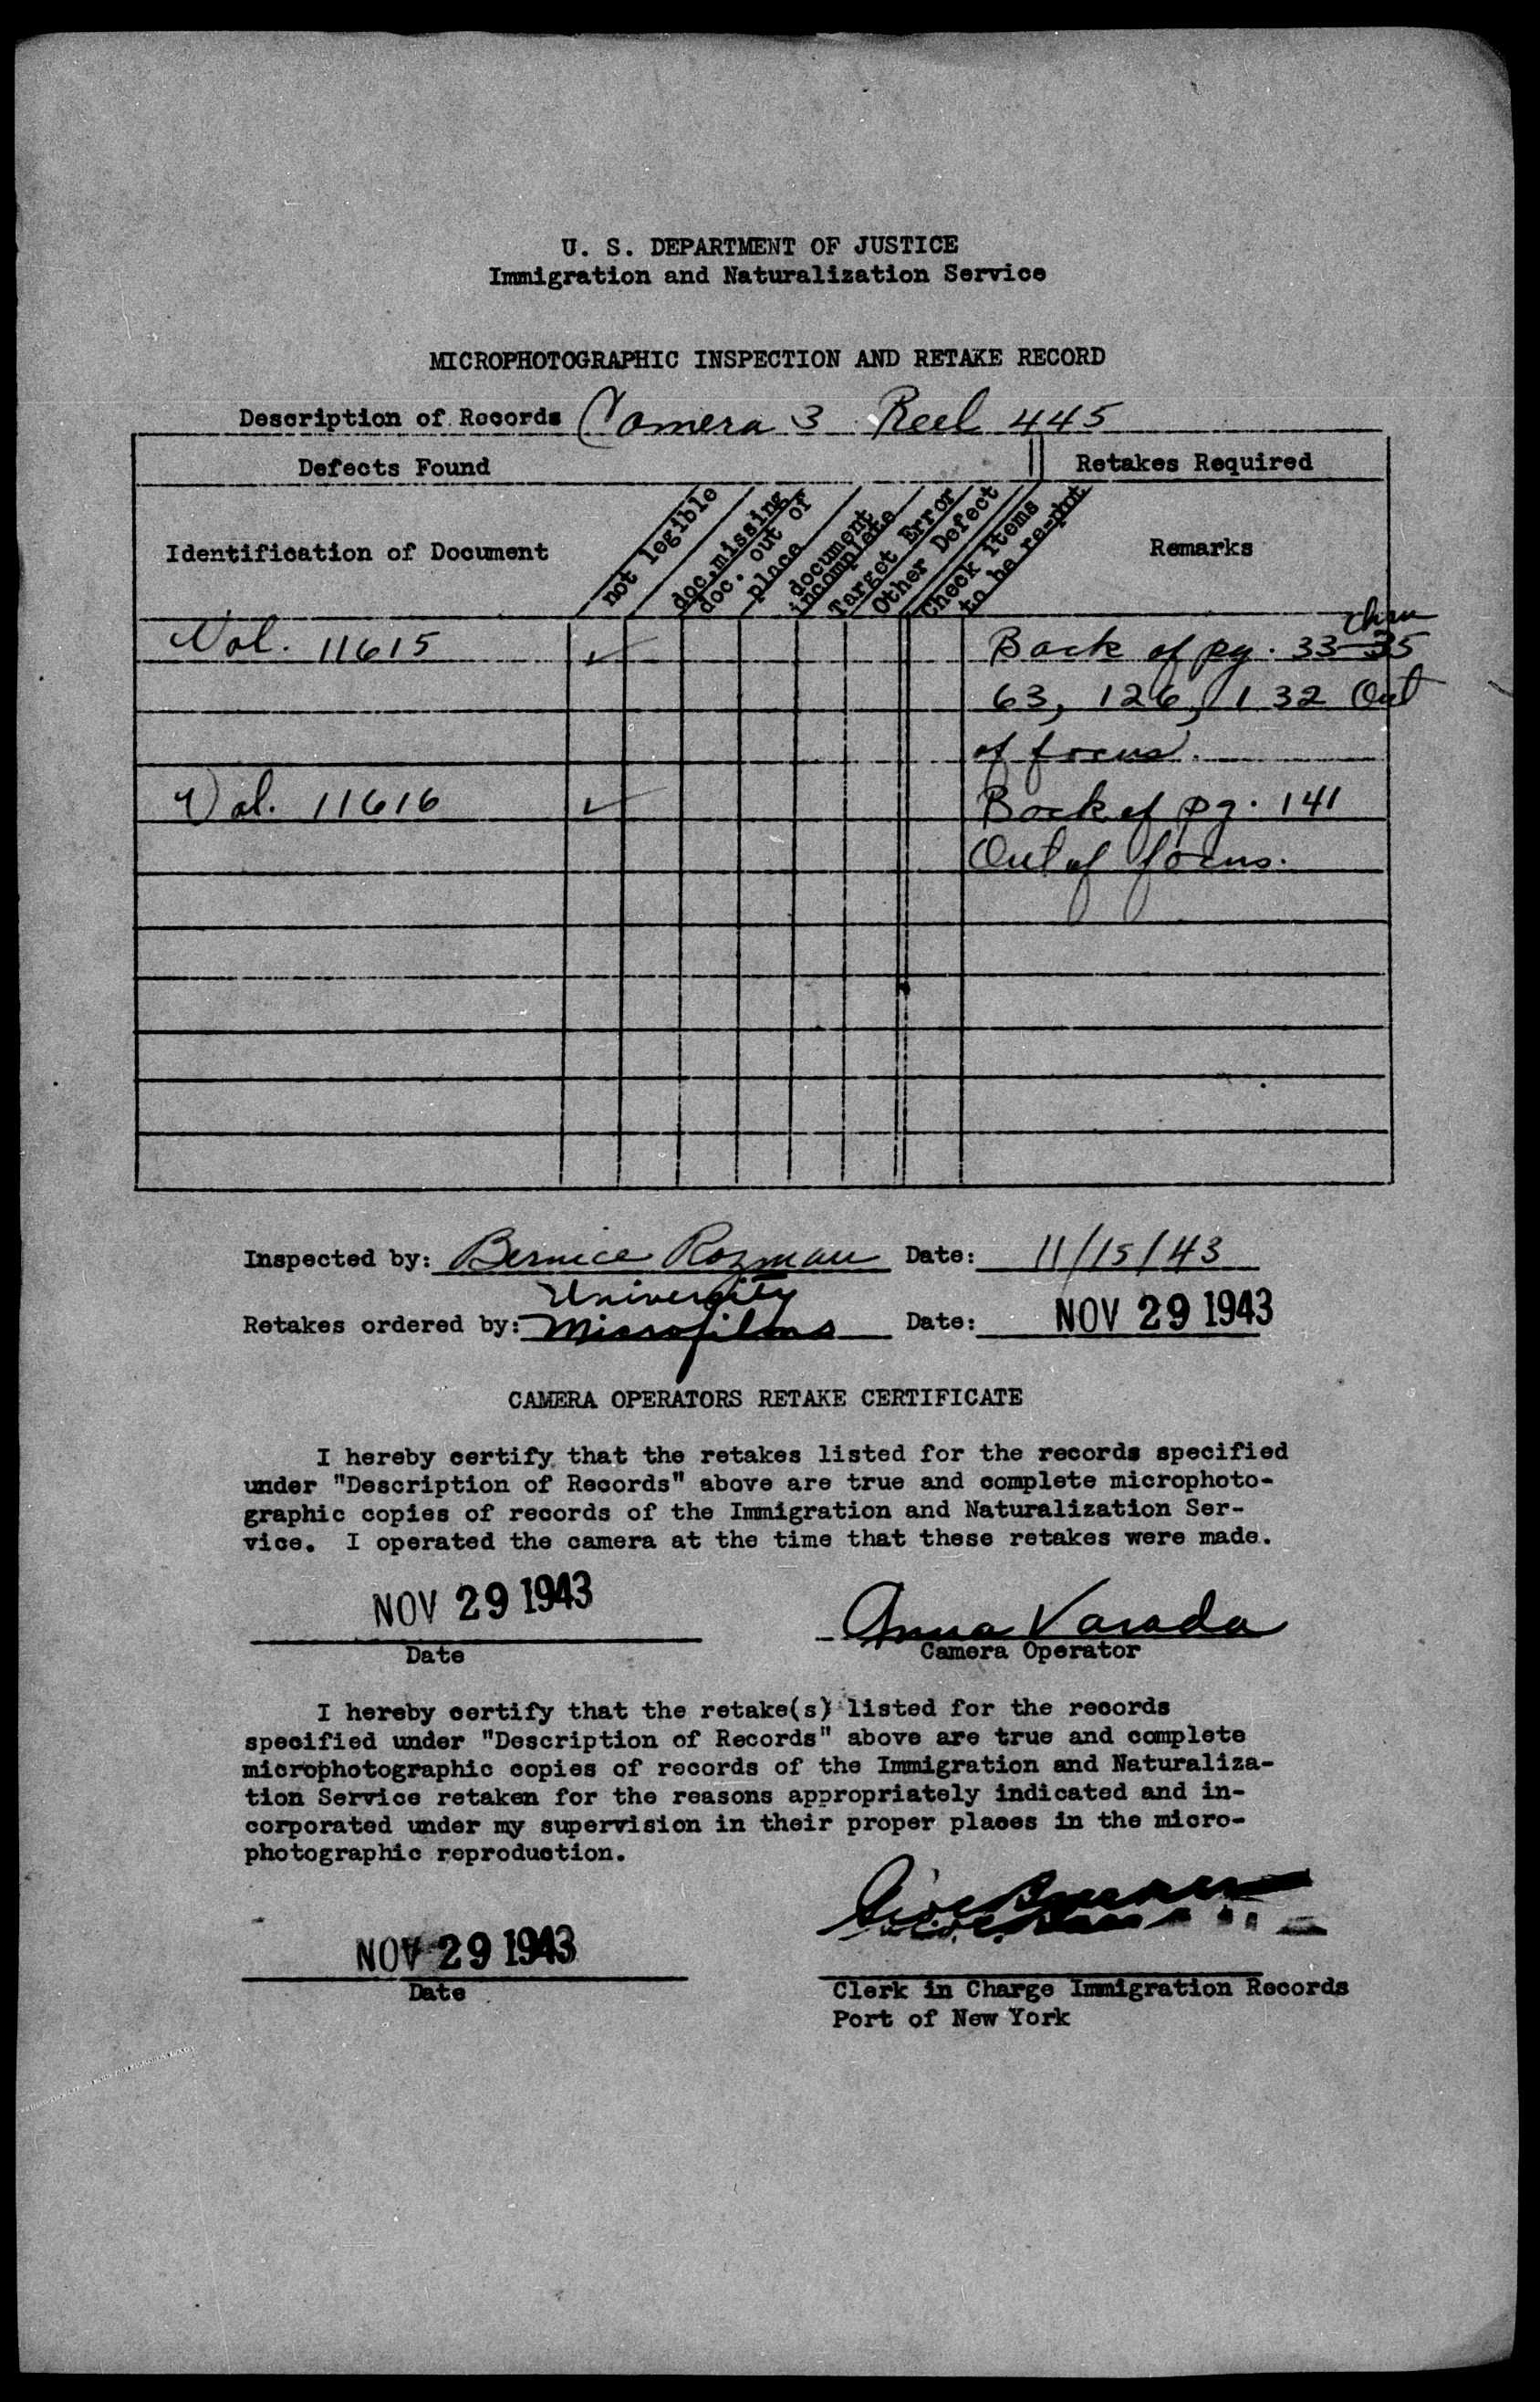 U. S. DEPARTMENT OF JUSTICE
Immigration and Naturalization Service
MICROPHOTOGRAPHIC INSPECTION AND RETAKE RECORD
Description of Records Camera 3 Reel 445
Defects Found Retakes Required
Identification of Document not legible doc. missing doc. out of place document incomplete Target Error Other Defect Check Items to be re-phot Remarks
thru
Vol. 11615 ✓ Back of pg. 33-35
63, 126, 132 Out
of focus.
Vol. 11616 ✓ Back of pg. 141
Out of focus.
Inspected by: Bernice Rozman Date: 11/15/43
University
Retakes ordered by: Microfilms Date: NOV 29 1943
CAMERA OPERATORS RETAKE CERTIFICATE
I hereby certify that the retakes listed for the records specified
under "Description of Records" above are true and complete microphoto-
graphic copies of records of the Immigration and Naturalization Ser-
vice. I operated the camera at the time that these retakes were made.
NOV 29 1943 Anna Varada
Date Camera Operator
I hereby certify that the retake(s) listed for the records
specified under "Description of Records" above are true and complete
microphotographic copies of records of the Immigration and Naturaliza-
tion Service retaken for the reasons appropriately indicated and in-
corporated under my supervision in their proper places in the micro-
photographic reproduction.
NOV 29 1943
Date Clerk in Charge Immigration Records
Port of New York